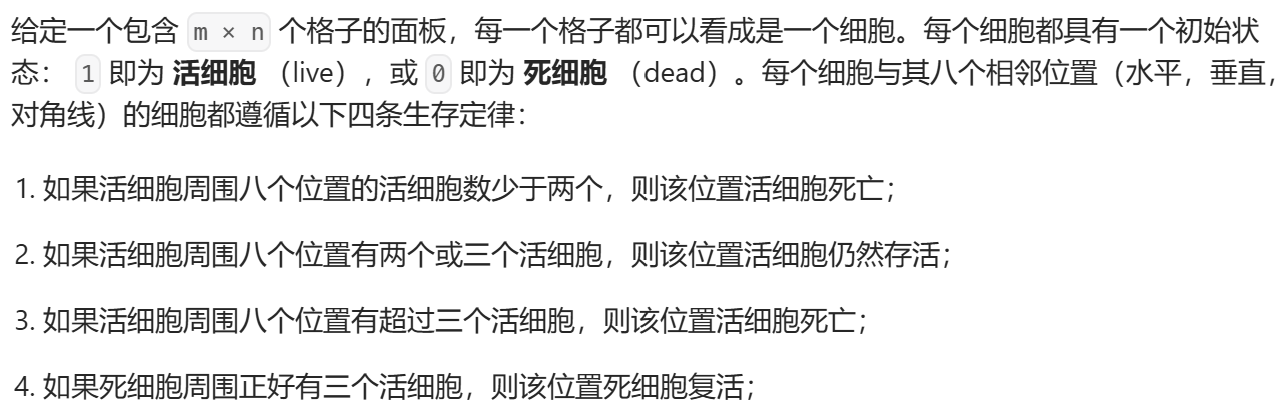 给定一个包含 m × n 个格子的面板，每一个格子都可以看成是一个细胞。每个细胞都具有一个初始状
态： 1 即为 活细胞 （live），或 0 即为 死细胞 （dead）。每个细胞与其八个相邻位置（水平，垂直，
对角线）的细胞都遵循以下四条生存定律：
1. 如果活细胞周围八个位置的活细胞数少于两个，则该位置活细胞死亡；
2. 如果活细胞周围八个位置有两个或三个活细胞，则该位置活细胞仍然存活；
3. 如果活细胞周围八个位置有超过三个活细胞，则该位置活细胞死亡；
4. 如果死细胞周围正好有三个活细胞，则该位置死细胞复活；